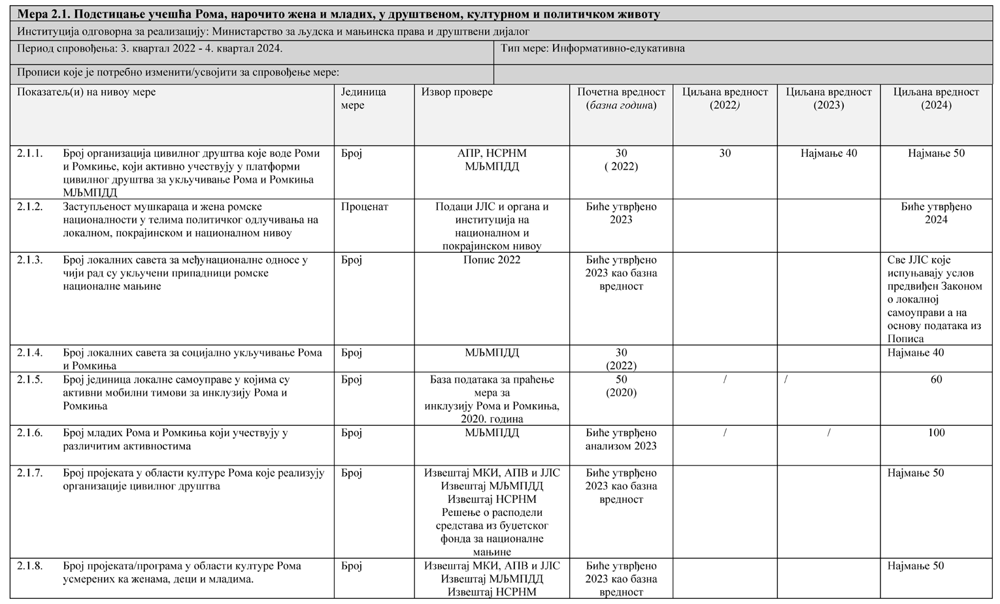 Мера 2.1. Подстицање учешћа Рома, нарочито жена и младих, у друштвеном, културном и политичком животу
Институција одговорна за реализацију: Министарство за људска и мањинска права и друштвени дијалог
Период спровођења: 3. квартал 2022 - 4. квартал 2024.
Тип мере: Информативно-едукативна
Прописи које је потребно изменити/усвојити за спровођење мере:
Показатељ(и) на нивоу мере
Јединица
мере
Извор провере
Почетна вредност
(базна година)
Циљана вредност
(2022)
Циљана вредност
(2023)
Циљана вредност
(2024)
2.1.1. Број организација цивилног друштва које воде Роми
и Ромкиње, који активно учествују у платформи
цивилног друштва за укључивање Рома и Ромкиња
МЉМПДД
Број
АПР, НСРНМ
МЉМПДД
30
( 2022)
30
Најмање 40
Најмање 50
2.1.2. Заступљеност мушкараца и жена ромске
националности у телима политичког одлучивања на
локалном, покрајинском и националном нивоу
Проценат
Подаци ЈЛС и органа и
институција на
националном и
покрајинском нивоу
Биће утврђено
2023
Биће утврђено
2024
2.1.3. Број локалних савета за међунационалне односе у
чији рад су укључени припадници ромске
националне мањине
Број
Попис 2022
Биће утврђено
2023 као базна
вредност
Све ЈЛС које
испуњавају услов
предвиђен Законом
о локалној
самоуправи а на
основу података из
Пописа
2.1.4. Број локалних савета за социјално укључивање Рома
и Ромкиња
Број
МЉМПДД
30
(2022)
Најмање 40
2.1.5. Број јединица локалне самоуправе у којима су
активни мобилни тимови за инклузију Рома и
Ромкиња
Број
База података за праћење
мера за
инклузију Рома и Ромкиња,
2020. година
50
(2020)
/
/
60
2.1.6. Број младих Рома и Ромкиња који учествују у
различитим активностима
Број
МЉМПДД
Биће утврђено
анализом 2023
/
/
100
2.1.7. Број пројеката у области културе Рома које реализују
организације цивилног друштва
Број
Извештај МКИ, АПВ и ЈЛС
Извештај МЉМПДД
Извештај НСРНМ
Решење о расподели
средстава из буџетског
фонда за националне
мањине
Биће утврђено
2023 као базна
вредност
Најмање 50
2.1.8. Број пројеката/програма у области културе Рома
усмерених ка женама, деци и младима.
Број
Извештај МКИ, АПВ и ЈЛС
Извештај МЉМПДД
Извештај НСРНМ
Биће утврђено
2023 као базна
вредност
Најмање 50